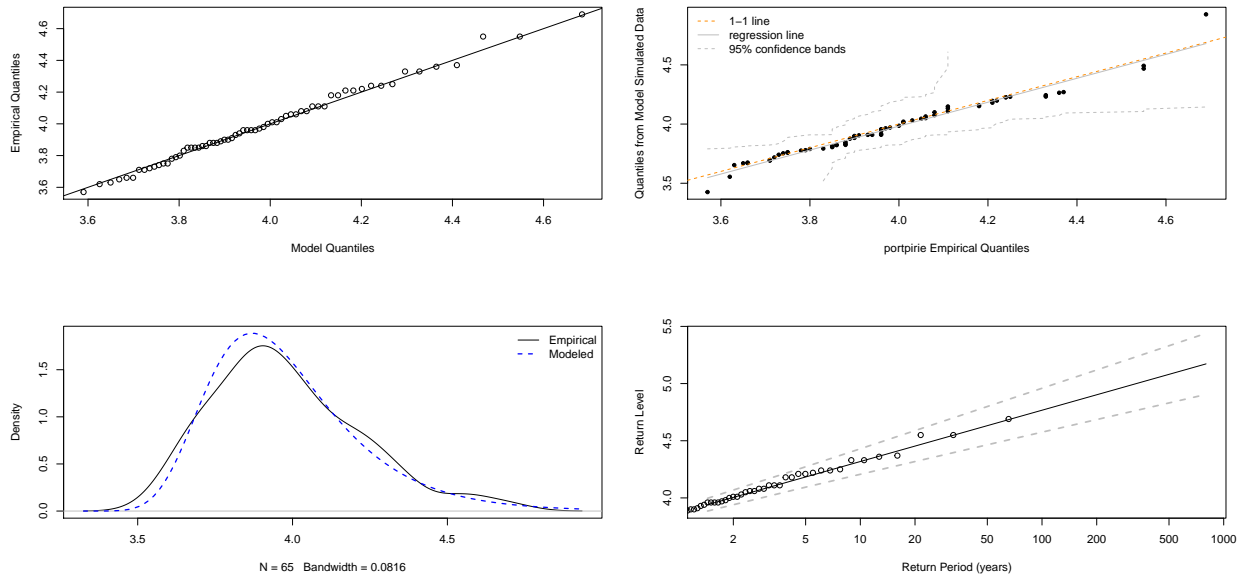 Empirical Quantiles
3.6 3.8 4.0 4.2 4.4 4.6
3.6 3.8 4.0 4.2 4.4 4.6
Model Quantiles
Quantiles from Model Simulated Data
3.5 4.0 4.5
1−1 line
regression line
95% confidence bands
3.6 3.8 4.0 4.2 4.4 4.6
portpirie Empirical Quantiles
Density
0.0 0.5 1.0 1.5
Empirical
Modeled
3.5 4.0 4.5
N = 65 Bandwidth = 0.0816
Return Level
4.0 4.5 5.0 5.5
2 5 10 20 50 100 200 500 1000
Return Period (years)